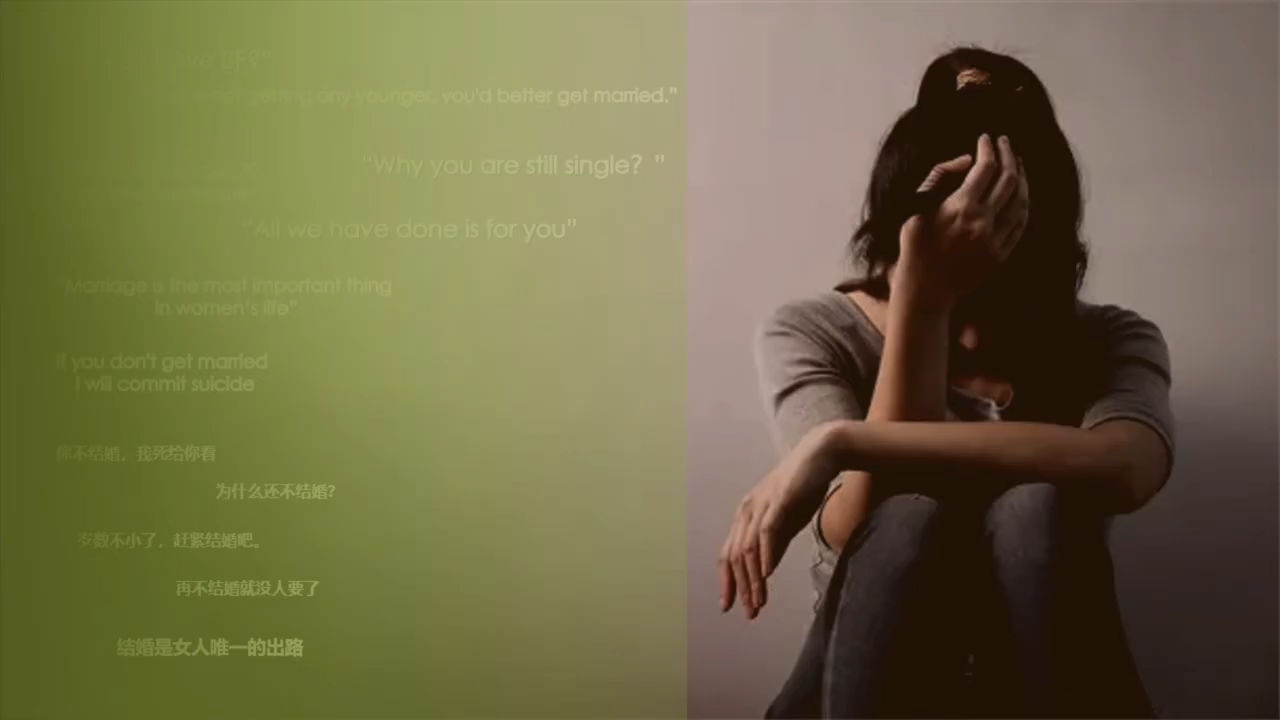 have BF?"
getting any younger, you'd better get married."
"Why you are still single? "
"All we have done is for you"
"Marriage is the most important thing
in women's life"
If you don't get married
I will commit suicide
你不结婚，我死给你看
为什么还不结婚?
岁数不小了，赶紧结婚吧。
再不结婚就没人要了
结婚是女人唯一的出路